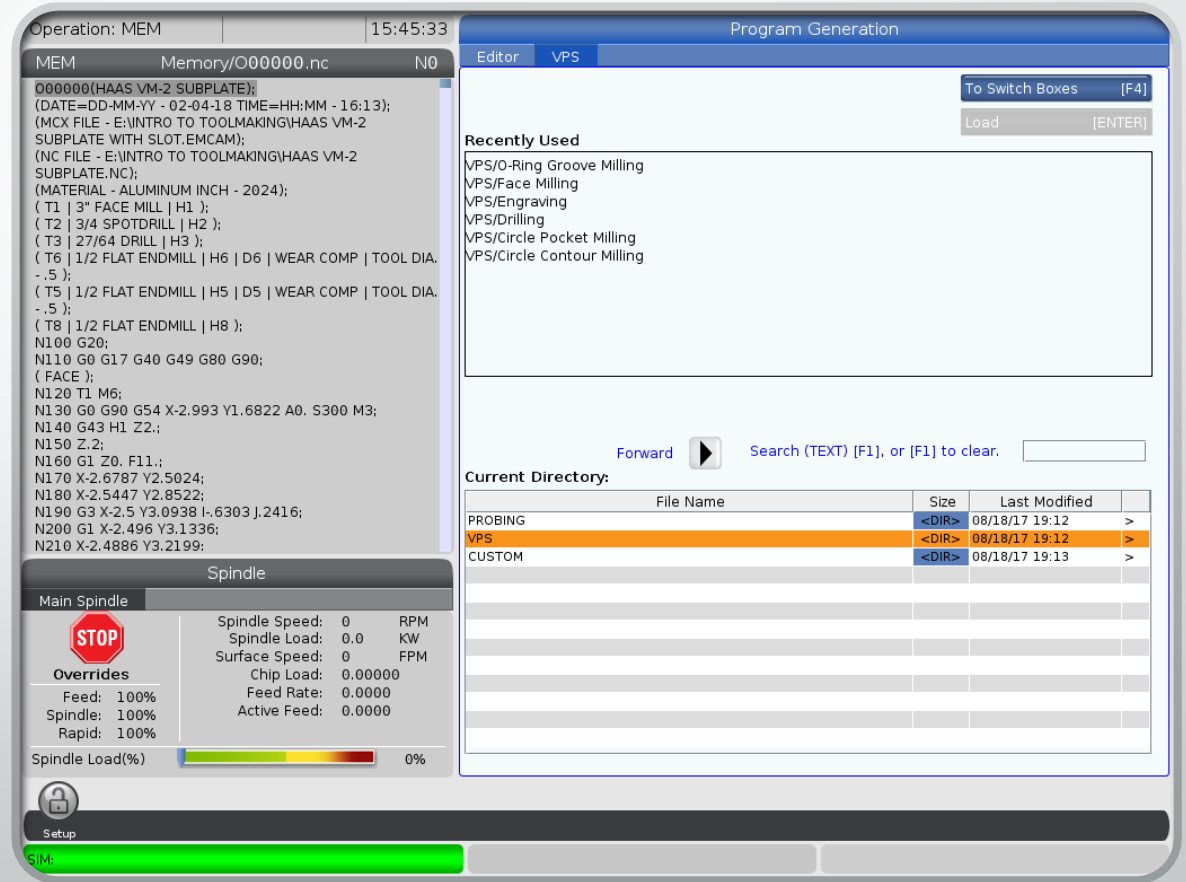 Operation: MEM
15:45:33
MEM Memory/O00000.nc N0
O00000(HAAS VM-2 SUBPLATE);
(DATE=DD-MM-YY - 02-04-18 TIME=HH:MM - 16:13);
(MCX FILE - E:\INTRO TO TOOLMAKING\HAAS VM-2
SUBPLATE WITH SLOT.EMCAM);
(NC FILE - E:\INTRO TO TOOLMAKING\HAAS VM-2
SUBPLATE.NC);
(MATERIAL - ALUMINUM INCH - 2024);
( T1 | 3" FACE MILL | H1 );
( T2 | 3/4 SPOTDRILL | H2 );
( T3 | 27/64 DRILL | H3 );
( T6 | 1/2 FLAT ENDMILL | H6 | D6 | WEAR COMP | TOOL DIA.
- .5 );
( T5 | 1/2 FLAT ENDMILL | H5 | D5 | WEAR COMP | TOOL DIA.
- .5 );
( T8 | 1/2 FLAT ENDMILL | H8 );
N100 G20;
N110 G0 G17 G40 G49 G80 G90;
( FACE );
N120 T1 M6;
N130 G0 G90 G54 X-2.993 Y1.6822 A0. S300 M3;
N140 G43 H1 Z2.;
N150 Z.2;
N160 G1 Z0. F11.;
N170 X-2.6787 Y2.5024;
N180 X-2.5447 Y2.8522;
N190 G3 X-2.5 Y3.0938 I-.6303 J.2416;
N200 G1 X-2.496 Y3.1336;
N210 X-2.4886 Y3.2199;
Spindle
Main Spindle
STOP
Overrides
Feed: 100%
Spindle: 100%
Rapid: 100%
Spindle Speed: 0 RPM
Spindle Load: 0.0 KW
Surface Speed: 0 FPM
Chip Load: 0.00000
Feed Rate: 0.0000
Active Feed: 0.0000
Spindle Load(%) 0%
Program Generation
Editor VPS
To Switch Boxes [F4]
Load [ENTER]
Recently Used
VPS/O-Ring Groove Milling
VPS/Face Milling
VPS/Engraving
VPS/Drilling
VPS/Circle Pocket Milling
VPS/Circle Contour Milling
Forward Search (TEXT) [F1], or [F1] to clear.
Current Directory:
File Name Size Last Modified
PROBING <DIR> 08/18/17 19:12 >
VPS <DIR> 08/18/17 19:12 >
CUSTOM <DIR> 08/18/17 19:13 >
Setup
SIM: